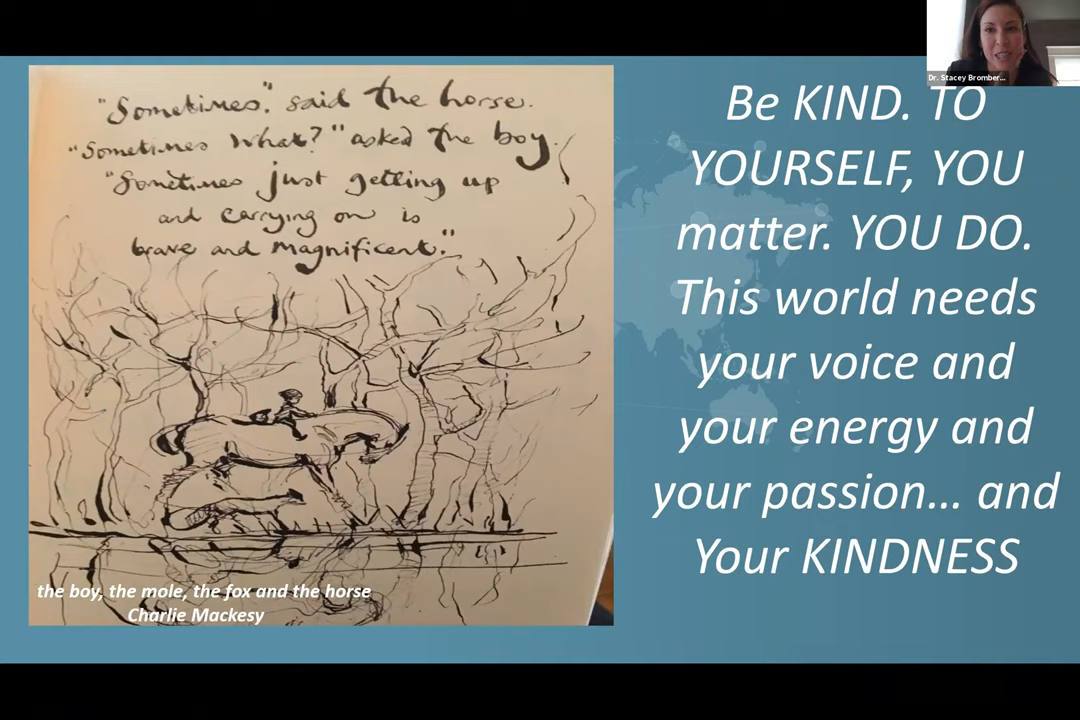 "Sometimes," said the horse.
"Sometimes what?" asked the boy.
"Sometimes just getting up
and carrying on is
brave and magnificent."
the boy, the mole, the fox and the horse
Charlie Mackesy
Dr. Stacey Bromber...
Be KIND. TO
YOURSELF, YOU
matter. YOU DO.
This world needs
your voice and
your energy and
your passion... and
Your KINDNESS